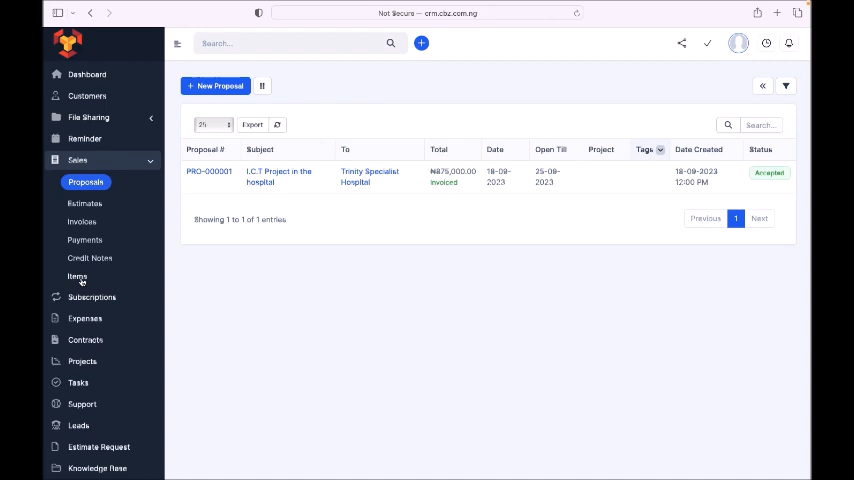 Not Secure — crm.cbz.com.ng
Search...
Dashboard
Customers
File Sharing
Reminder
Sales
Proposals
Estimates
Invoices
Payments
Credit Notes
Items
Subscriptions
Expenses
Contracts
Projects
Tasks
Support
Leads
Estimate Request
Knowledge Base
+ New Proposal
25
Export
Search...
Proposal # Subject To Total Date Open Till Project Tags Date Created Status
PRO-000001 I.C.T Project in the Trinity Specialist ₦875,000.00 18-09- 25-09- 18-09-2023 Accepted
hospital Hospital Invoiced 2023 2023 12:00 PM
Showing 1 to 1 of 1 entries
Previous 1 Next